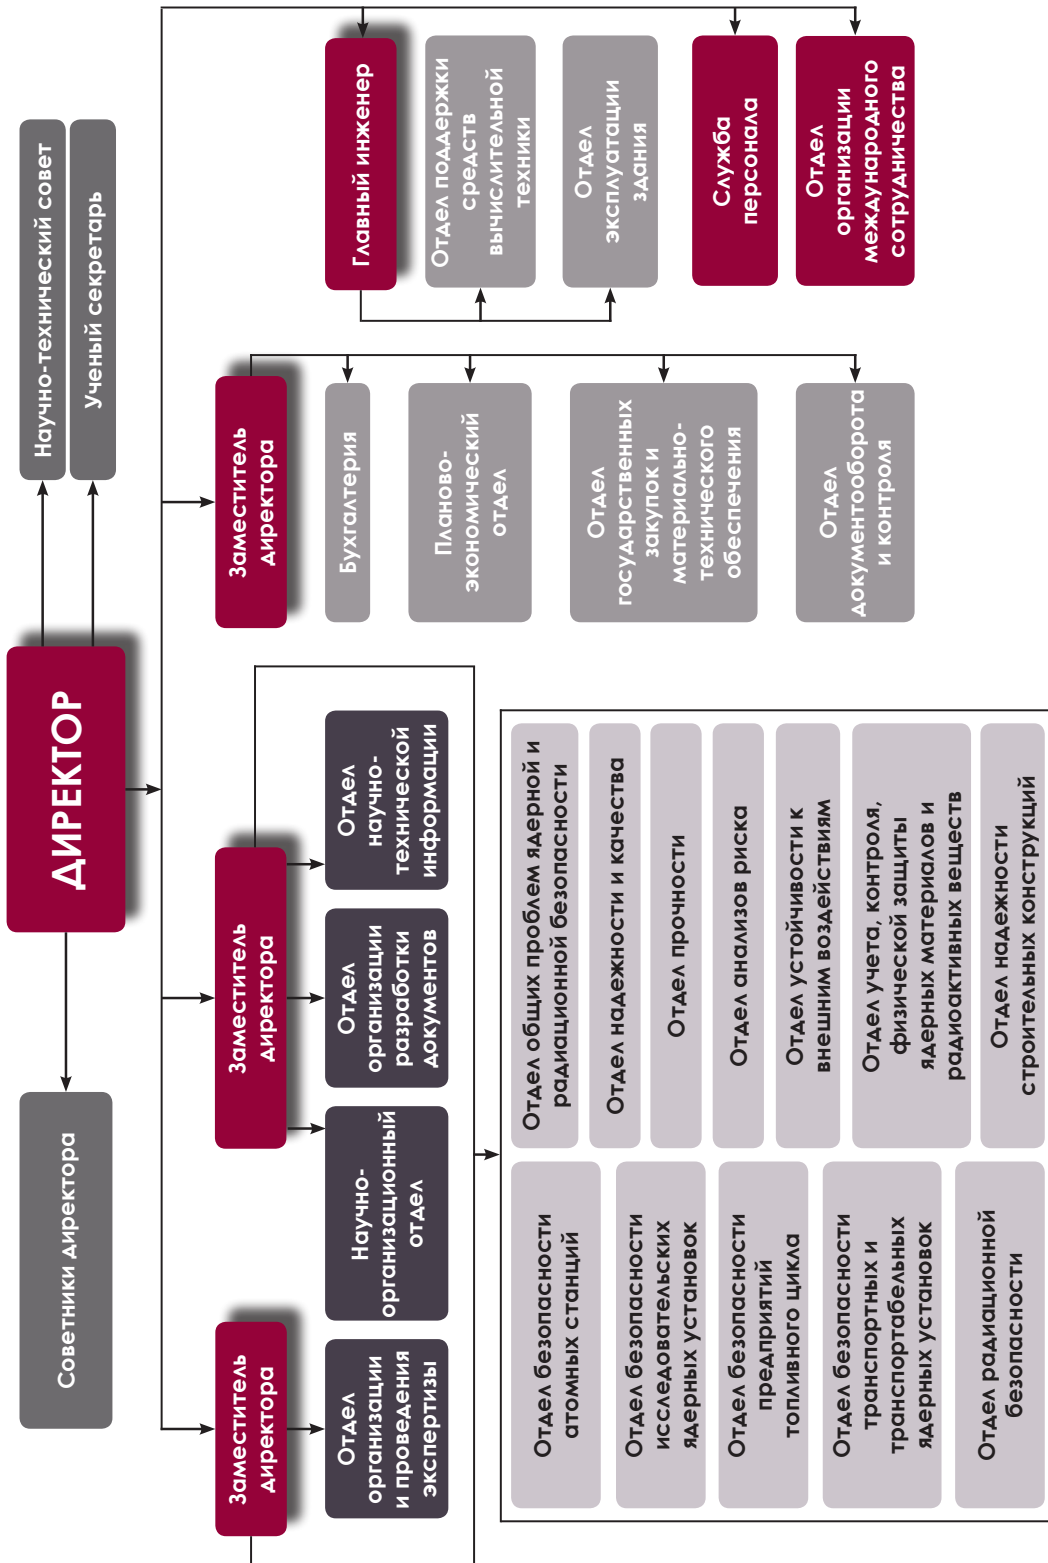 ДИРЕКТОР
Советники директора
Научно-технический совет
Ученый секретарь
Заместитель
директора
Отдел
организации
и проведения
экспертизы
Заместитель
директора
Научно-
организационный
отдел
Отдел
организации
разработки
документов
Отдел
научно-
технической
информации
Заместитель
директора
Бухгалтерия
Планово-
экономический
отдел
Отдел
государственных
закупок и
материально-
технического
обеспечения
Отдел
документооборота
и контроля
Главный инженер
Отдел поддержки
средств
вычислительной
техники
Отдел
эксплуатации
здания
Служба
персонала
Отдел
организации
международного
сотрудничества
Отдел безопасности
атомных станций
Отдел безопасности
исследовательских
ядерных установок
Отдел безопасности
предприятий
топливного цикла
Отдел безопасности
транспортных и
транспортабельных
ядерных установок
Отдел радиационной
безопасности
Отдел общих проблем ядерной и
радиационной безопасности
Отдел надежности и качества
Отдел прочности
Отдел анализов риска
Отдел устойчивости к
внешним воздействиям
Отдел учета, контроля,
физической защиты
ядерных материалов и
радиоактивных веществ
Отдел надежности
строительных конструкций